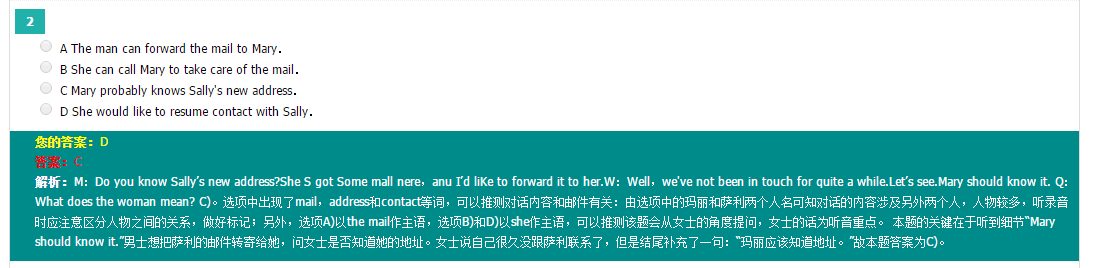 2
A The man can forward the mail to Mary.
B She can call Mary to take care of the mail.
C Mary probably knows Sally's new address.
D She would like to resume contact with Sally.
您的答案：D
答案：C
解析：M：Do you know Sally’s new address?She S got Some mall nere，anu I’d liKe to forward it to her.W：Well，we've not been in touch for quite a while.Let’s see.Mary should know it. Q：
What does the woman mean? C)。选项中出现了mail，address和contact等词，可以推测对话内容和邮件有关：由选项中的玛丽和萨利两个人名可知对话的内容涉及另外两个人，人物较多，听录音
时应注意区分人物之间的关系，做好标记；另外，选项A)以the mail作主语，选项B)和D)以she作主语，可以推测该题会从女士的角度提问，女士的话为听音重点。 本题的关键在于听到细节“Mary
should know it.”男士想把萨利的邮件转寄给她，问女士是否知道她的地址。女士说自己很久没跟萨利联系了，但是结尾补充了一句：“玛丽应该知道地址。”故本题答案为C)。